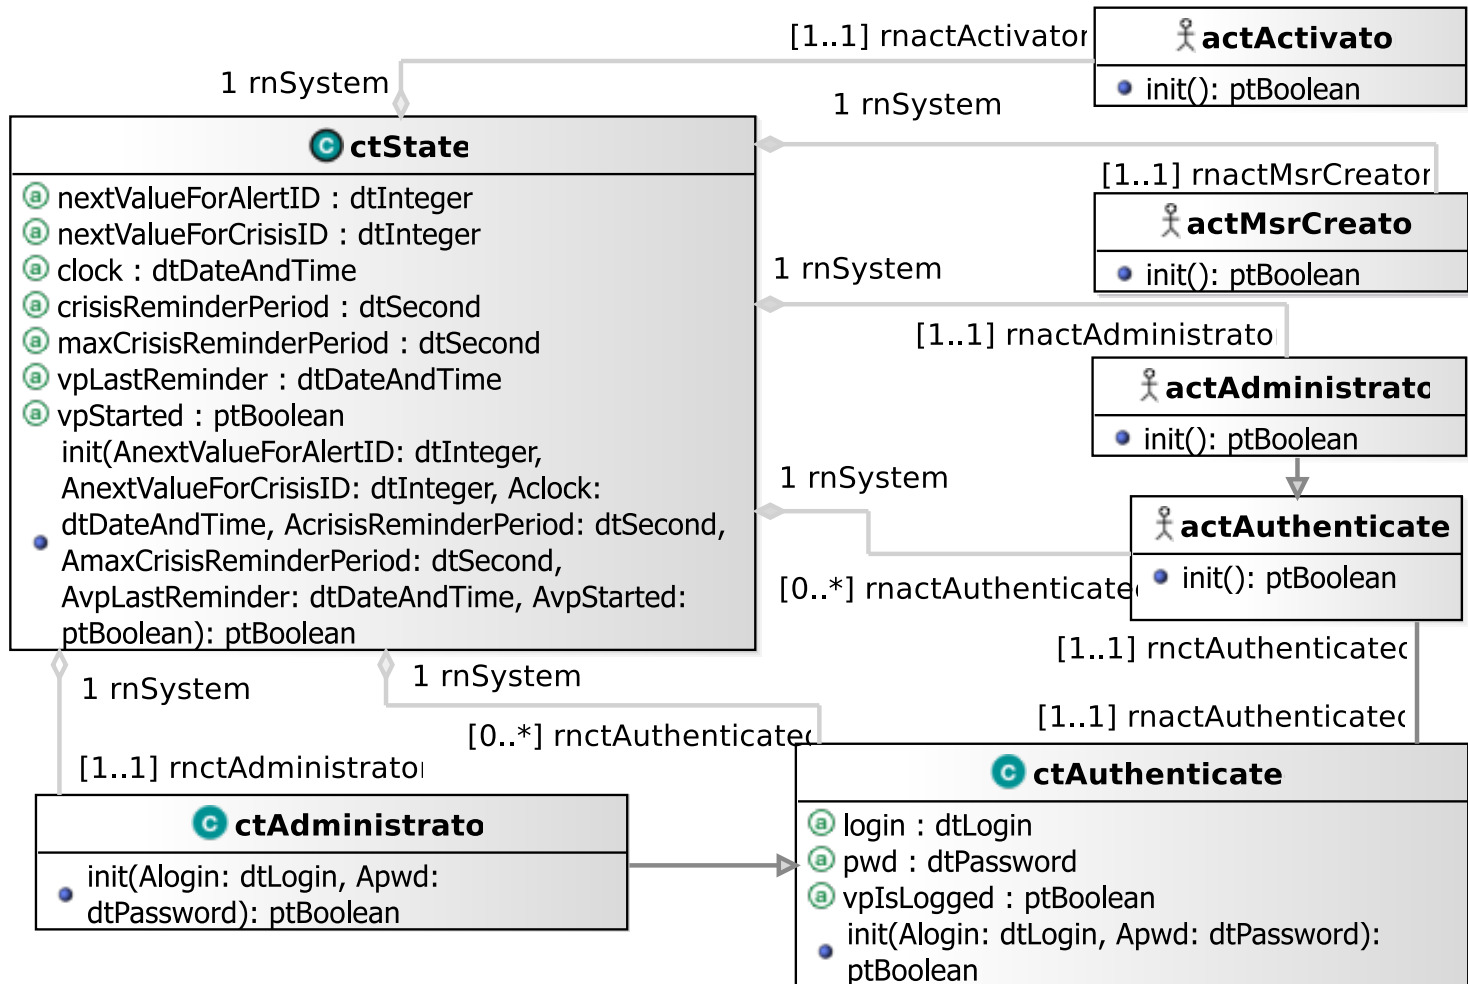 [1..1] rnactActivator
actActivato
init(): ptBoolean
1 rnSystem
1 rnSystem
ctState
nextValueForAlertID : dtInteger
nextValueForCrisisID : dtInteger
clock : dtDateAndTime
crisisReminderPeriod : dtSecond
maxCrisisReminderPeriod : dtSecond
vpLastReminder : dtDateAndTime
vpStarted : ptBoolean
init(AnextValueForAlertID: dtInteger,
AnextValueForCrisisID: dtInteger, Aclock:
dtDateAndTime, AcrisisReminderPeriod: dtSecond,
AmaxCrisisReminderPeriod: dtSecond,
AvpLastReminder: dtDateAndTime, AvpStarted:
ptBoolean): ptBoolean
[1..1] rnactMsrCreator
actMsrCreato
init(): ptBoolean
1 rnSystem
[1..1] rnactAdministrato
actAdministrato
init(): ptBoolean
1 rnSystem
actAuthenticate
init(): ptBoolean
[0..*] rnactAuthenticated
[1..1] rnctAuthenticated
[1..1] rnactAuthenticated
1 rnSystem
1 rnSystem
[0..*] rnctAuthenticated
[1..1] rnctAdministrator
ctAdministrato
init(Alogin: dtLogin, Apwd:
dtPassword): ptBoolean
ctAuthenticate
login : dtLogin
pwd : dtPassword
vpIsLogged : ptBoolean
init(Alogin: dtLogin, Apwd: dtPassword):
ptBoolean